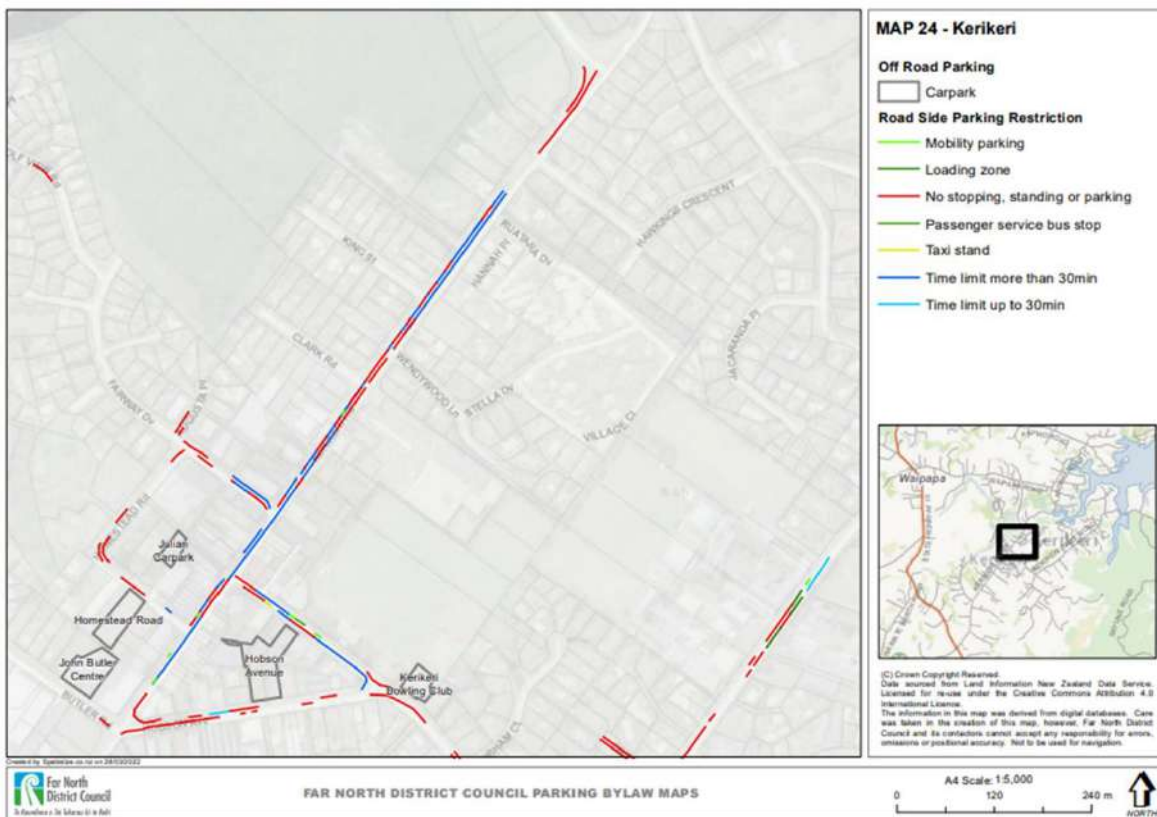 MAP 24 - Kerikeri
Off Road Parking
Carpark
Road Side Parking Restriction
Mobility parking
Loading zone
No stopping, standing or parking
Passenger service bus stop
Taxi stand
Time limit more than 30min
Time limit up to 30min
KING ST
HANNAH PL
RUATARA DV
HAWKINGS CRESCENT
CLARK RD
WENDYWOOD LN
STELLA DV
VILLAGE CL
JACARANDA PL
FAIRWAY DV
Julian
Carpark
Homestead Road
John Butler
Centre
BUTLER
Hobson
Avenue
Kerikeri
Bowling Club
Waipapa
(C) Crown Copyright Reserved.
Data sourced from Land Information New Zealand Data Service.
Licensed for re-use under the Creative Commons Attribution 4.0
International Licence.
The information in this map was derived from digital databases. Care
was taken in the creation of this map, however, Far North District
Council and its contactors cannot accept any responsibility for errors,
omissions or positional accuracy. Not to be used for navigation.
Far North
District Council
FAR NORTH DISTRICT COUNCIL PARKING BYLAW MAPS
A4 Scale: 1:5,000
0 120 240 m
NORTH